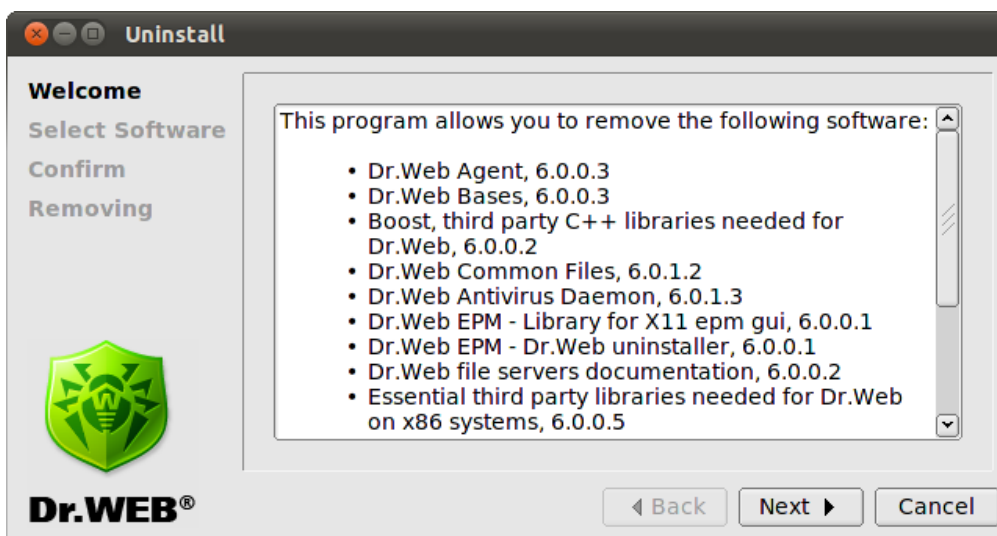 Uninstall
Welcome
Select Software
Confirm
Removing
This program allows you to remove the following software:
• Dr.Web Agent, 6.0.0.3
• Dr.Web Bases, 6.0.0.3
• Boost, third party C++ libraries needed for
Dr.Web, 6.0.0.2
• Dr.Web Common Files, 6.0.1.2
• Dr.Web Antivirus Daemon, 6.0.1.3
• Dr.Web EPM - Library for X11 epm gui, 6.0.0.1
• Dr.Web EPM - Dr.Web uninstaller, 6.0.0.1
• Dr.Web file servers documentation, 6.0.0.2
• Essential third party libraries needed for Dr.Web
on x86 systems, 6.0.0.5
Dr.WEB®
Back
Next
Cancel